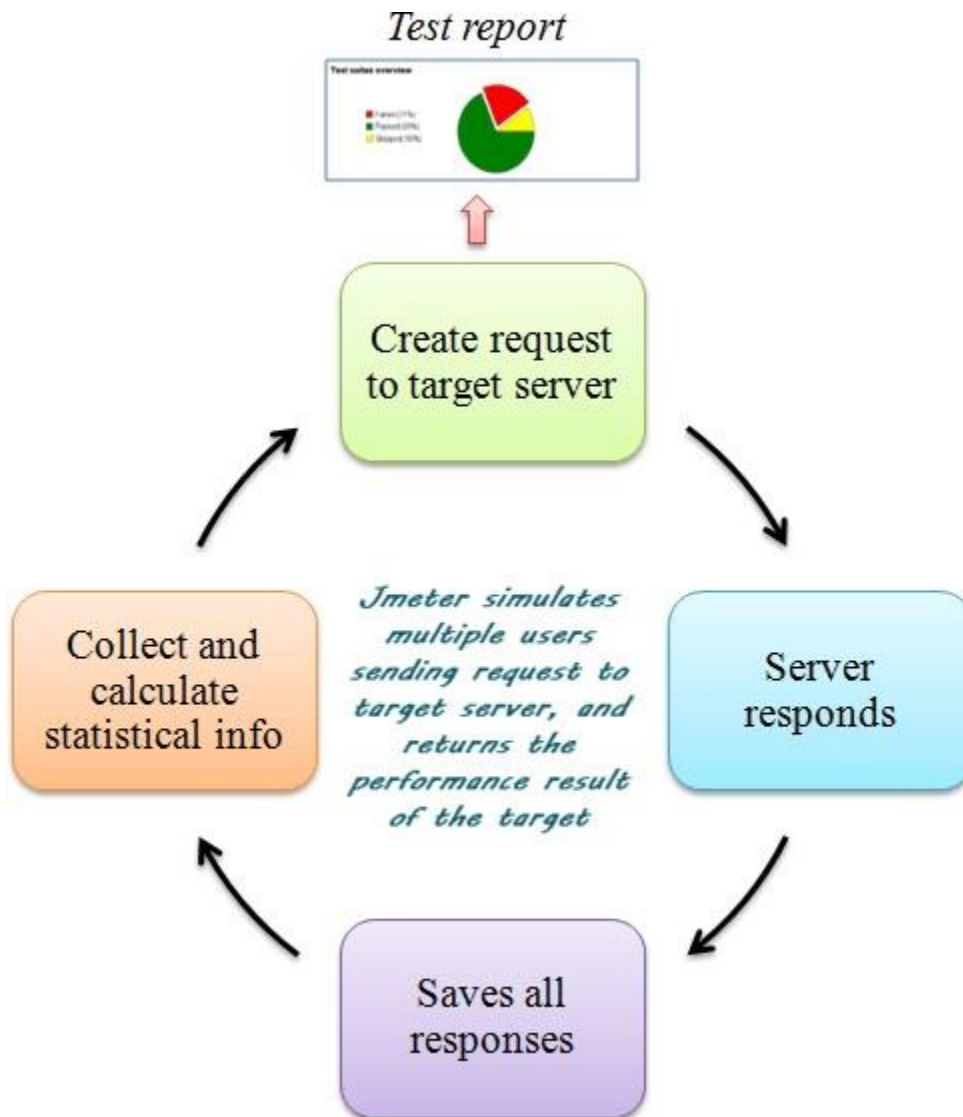 Test report
Test suites overview
Create request
to target server
Jmeter simulates
multiple users
sending request to
target server, and
returns the
performance result
of the target
Server
responds
Collect and
calculate
statistical info
Saves all
responses